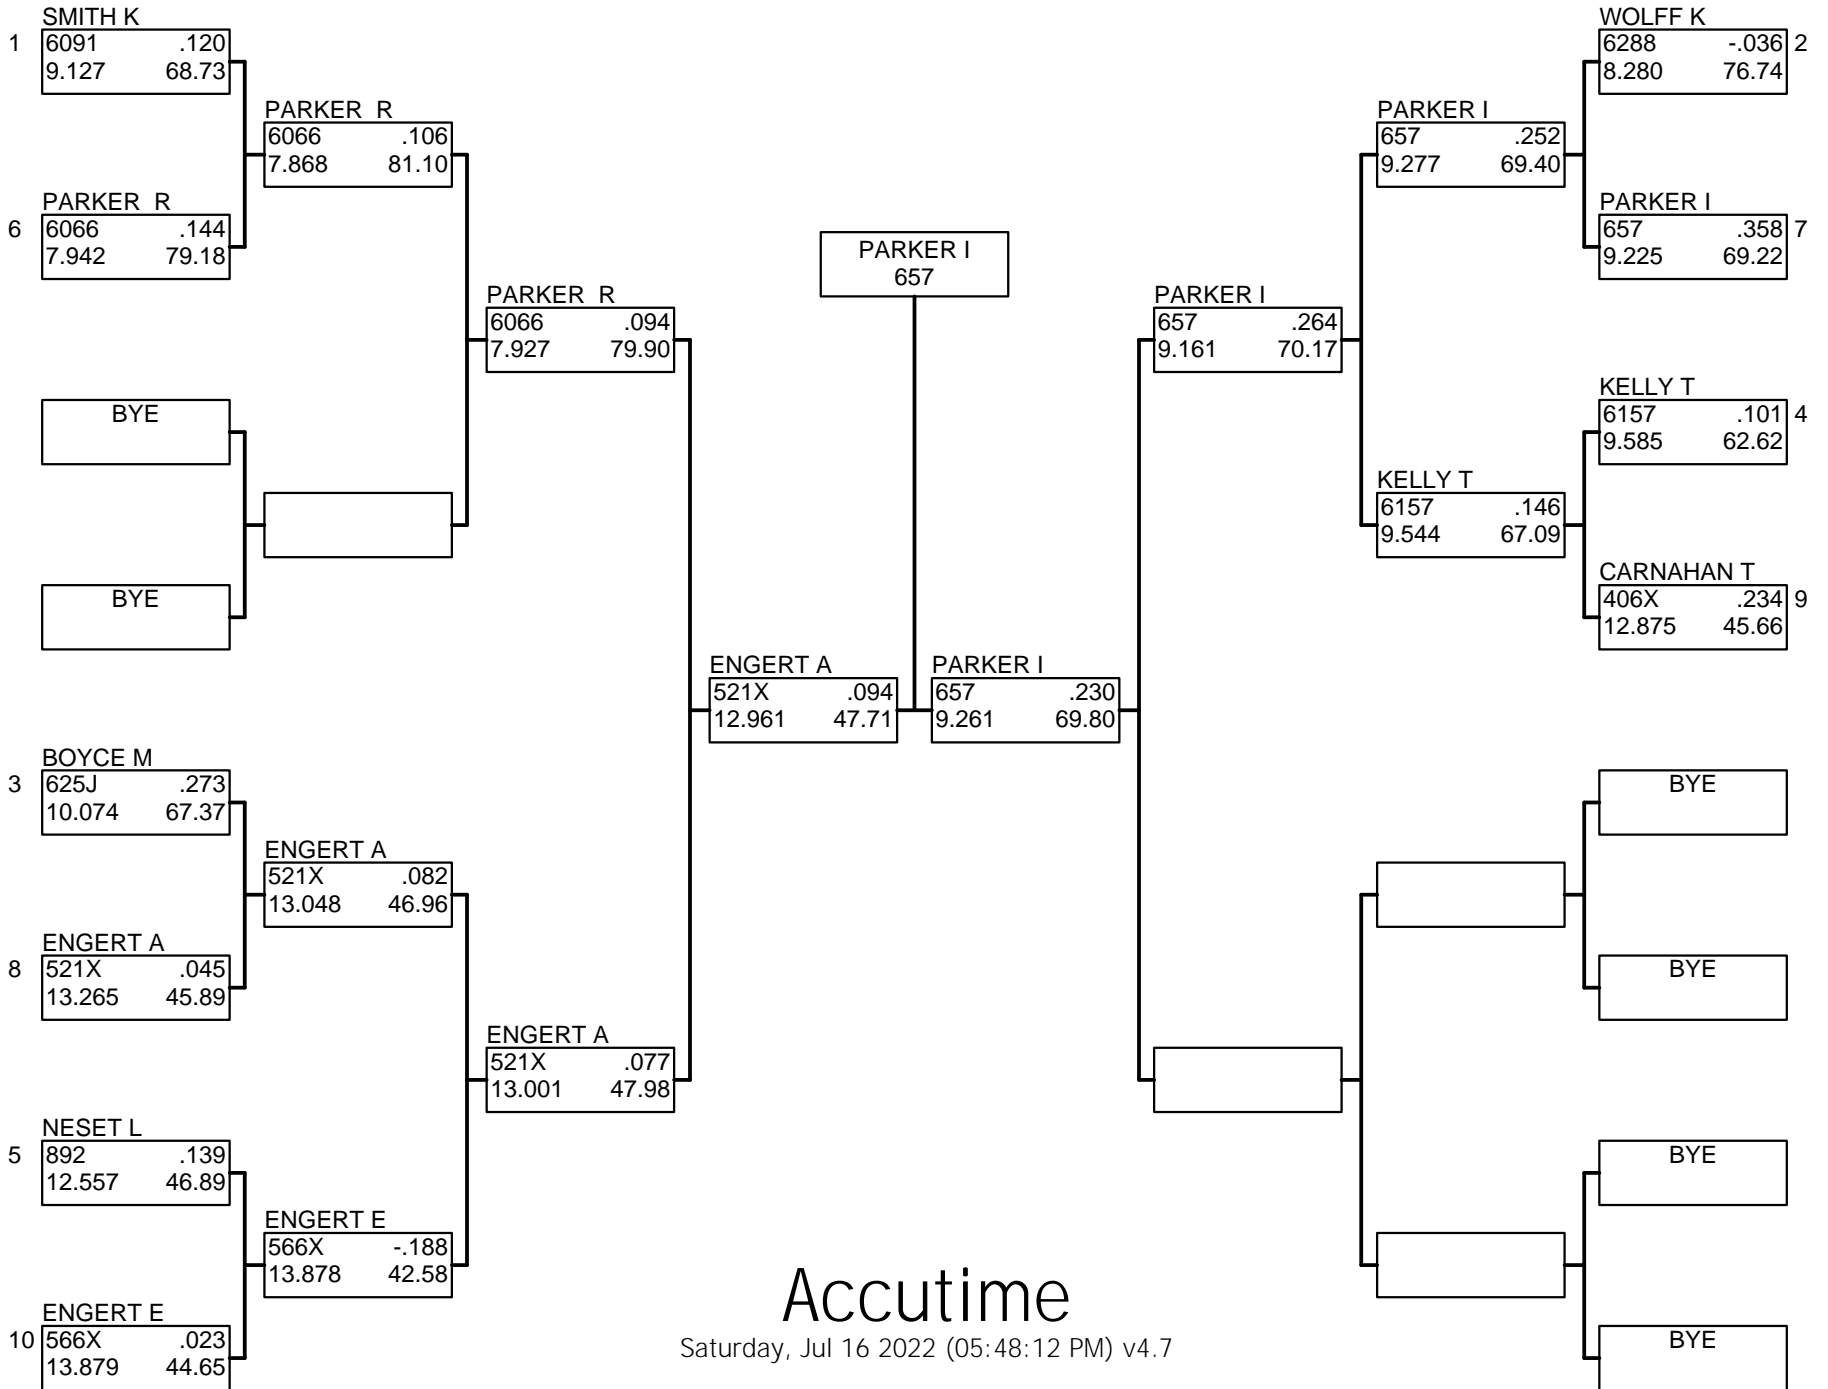 SMITH K
1 6091 .120
9.127 68.73
PARKER R
6 6066 .144
7.942 79.18
BYE
BYE
BOYCE M
3 625J .273
10.074 67.37
ENGERT A
8 521X .045
13.265 45.89
NESET L
5 892 .139
12.557 46.89
ENGERT E
10 566X .023
13.879 44.65
PARKER R
6066 .106
7.868 81.10
ENGERT A
521X .082
13.048 46.96
ENGERT E
566X -.188
13.878 42.58
PARKER R
6066 .094
7.927 79.90
ENGERT A
521X .077
13.001 47.98
ENGERT A
521X .094
12.961 47.71
PARKER I
657
PARKER I
657 .230
9.261 69.80
PARKER I
657 .264
9.161 70.17
PARKER I
657 .252
9.277 69.40
KELLY T
6157 .146
9.544 67.09
WOLFF K
6288 -.036 2
8.280 76.74
PARKER I
657 .358 7
9.225 69.22
KELLY T
6157 .101 4
9.585 62.62
CARNAHAN T
406X .234 9
12.875 45.66
BYE
BYE
BYE
BYE
Accutime
Saturday, Jul 16 2022 (05:48:12 PM) v4.7